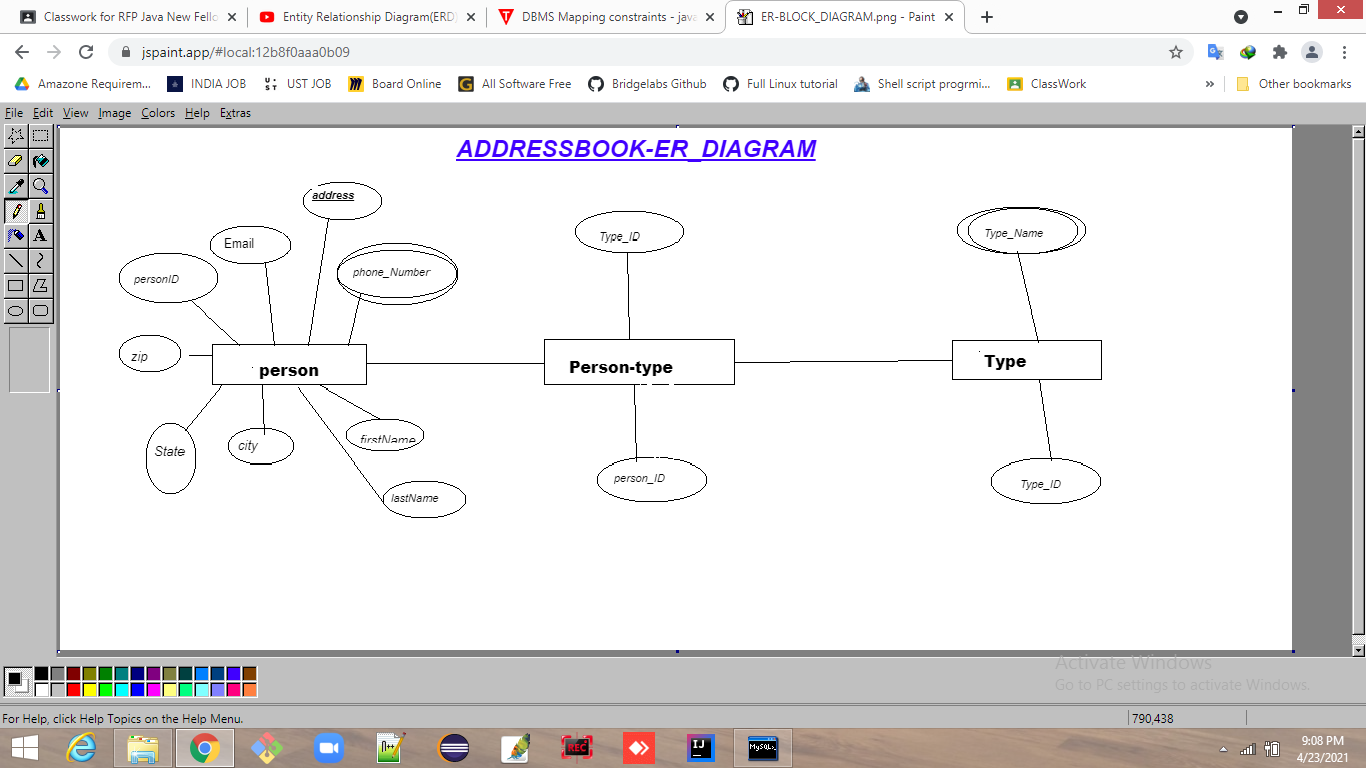 Classwork for RFP Java New Fello
Entity Relationship Diagram(ERD)
DBMS Mapping constraints - java
ER-BLOCK_DIAGRAM.png - Paint
jspaint.app/#local:12b8f0aaa0b09
Amazone Requirem...
INDIA JOB
UST JOB
Board Online
All Software Free
Bridgelabs Github
Full Linux tutorial
Shell script progrmi...
ClassWork
»
Other bookmarks
File Edit View Image Colors Help Extras
ADDRESSBOOK-ER_DIAGRAM
address
Email
Type_ID
Type_Name
personID
phone_Number
zip
person
Person-type
Type
State
city
firstName
person_ID
Type_ID
lastName
Activate Windows
Go to PC settings to activate Windows.
For Help, click Help Topics on the Help Menu.
790,438
REC
IJ
MySQL
9:08 PM
4/23/2021